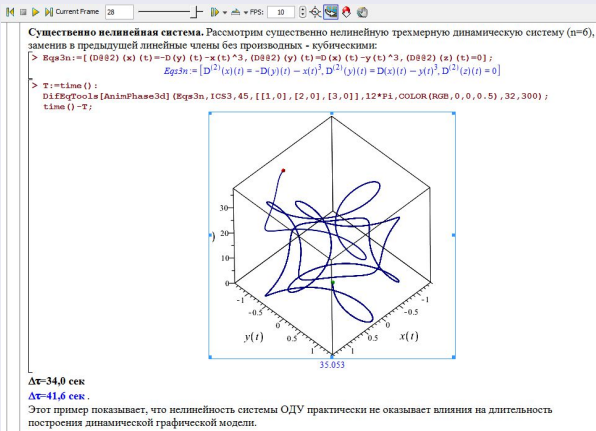 Current Frame 28 FPS: 10
Существенно нелинейная система. Рассмотрим существенно нелинейную трехмерную динамическую систему (n=6),
заменив в предыдущей линейные члены без производных - кубическими:
> Eqs3n:=[(D@@2)(x)(t)=-D(y)(t)-x(t)^3,(D@@2)(y)(t)=D(x)(t)-y(t)^3,(D@@2)(z)(t)=0];
Eqs3n := [D^(2)(x)(t) = -D(y)(t) - x(t)^3, D^(2)(y)(t) = D(x)(t) - y(t)^3, D^(2)(z)(t) = 0]
> T:=time():
DifEqTools[AnimPhase3d](Eqs3n,ICS3,45,[[1,0],[2,0],[3,0]],12*Pi,COLOR(RGB,0,0,0.5),32,300);
time()-T;
30
20
)
10
0
-1 -1
-0.5 -0.5
0 0
y(t) 0.5 0.5 x(t)
1 1
35.053
Δτ=34,0 сек
Δτ=41,6 сек .
Этот пример показывает, что нелинейность системы ОДУ практически не оказывает влияния на длительность
построения динамической графической модели.